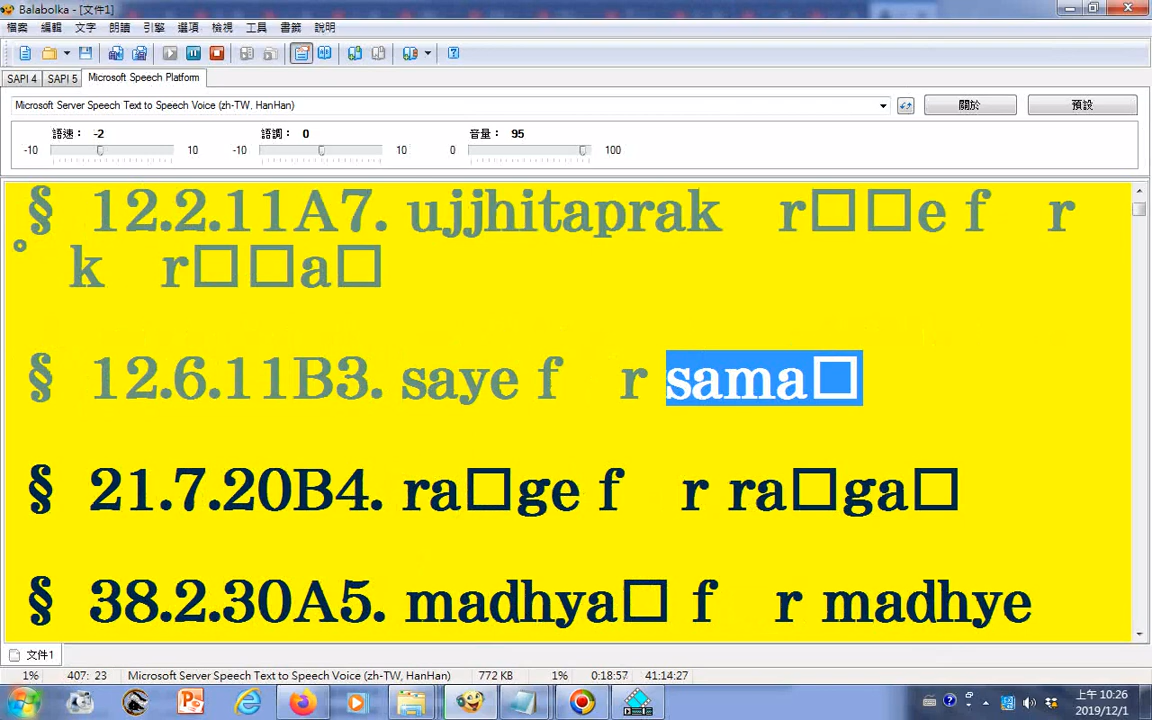 Balabolka - [文件1]
檔案 編輯 文字 朗讀 引擎 選項 檢視 工具 書籤 說明
SAPI 4 SAPI 5 Microsoft Speech Platform
Microsoft Server Speech Text to Speech Voice (zh-TW, HanHan) 關於 預設
語速： -2 語調： 0 音量： 95
-10 10 -10 10 0 100
§ 12.2.11A7. ujjhitaprak r□□e f r
° k r□□a□
§ 12.6.11B3. saye f r sama□
§ 21.7.20B4. ra□ge f r ra□ga□
§ 38.2.30A5. madhya□ f r madhye
文件1
1% 407: 23 Microsoft Server Speech Text to Speech Voice (zh-TW, HanHan) 772 KB 1% 0:18:57 41:14:27
上午 10:26
2019/12/1